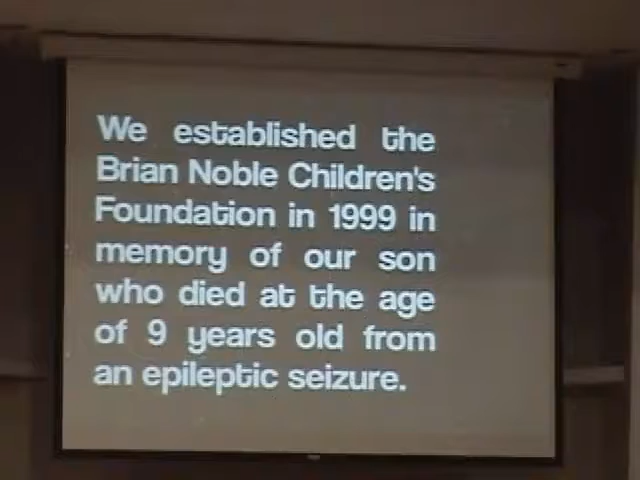 We established the
Brian Noble Children's
Foundation in 1999 in
memory of our son
who died at the age
of 9 years old from
an epileptic seizure.